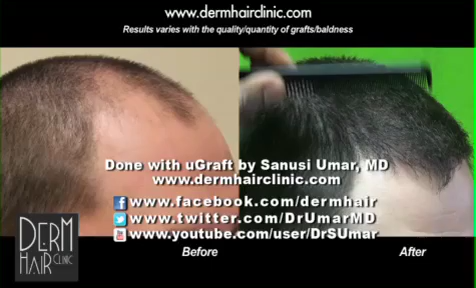 www.dermhairclinic.com
Results varies with the quality/quantity of grafts/baldness
Done with uGraft by Sanusi Umar, MD
www.dermhairclinic.com
f www.facebook.com/dermhair
www.twitter.com/DrUmarMD
www.youtube.com/user/DrSUmar
DERM
HAIR CLINIC
Before
After